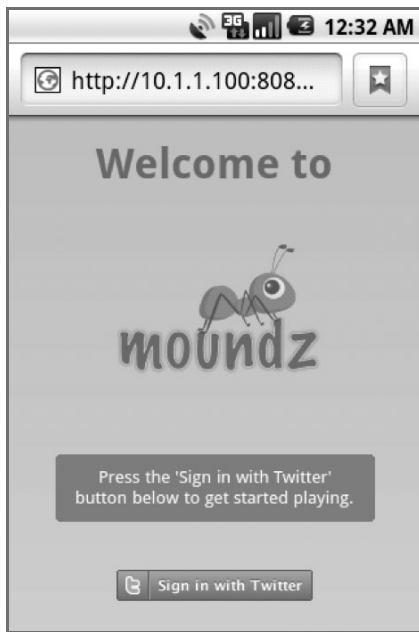 3G 12:32 AM
http://10.1.1.100:808...
Welcome to
moundz
Press the 'Sign in with Twitter'
button below to get started playing.
t Sign in with Twitter